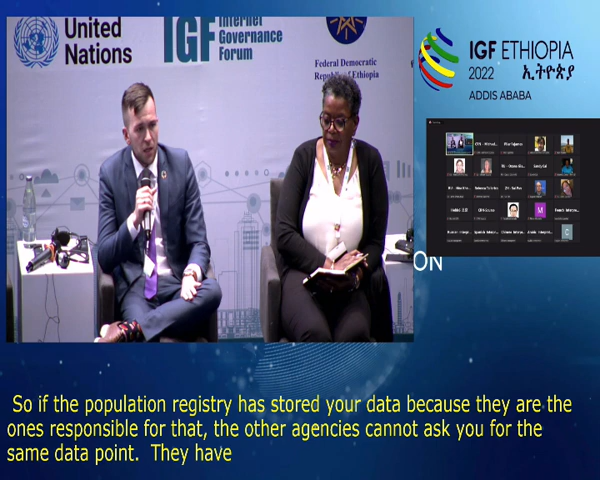 United
Nations
IGF
Internet
Governance
Forum
Federal Democratic
Republic of Ethiopia
IGF ETHIOPIA
2022 ኢትዮጵያ
ADDIS ABABA
ON
So if the population registry has stored your data because they are the
ones responsible for that, the other agencies cannot ask you for the
same data point. They have